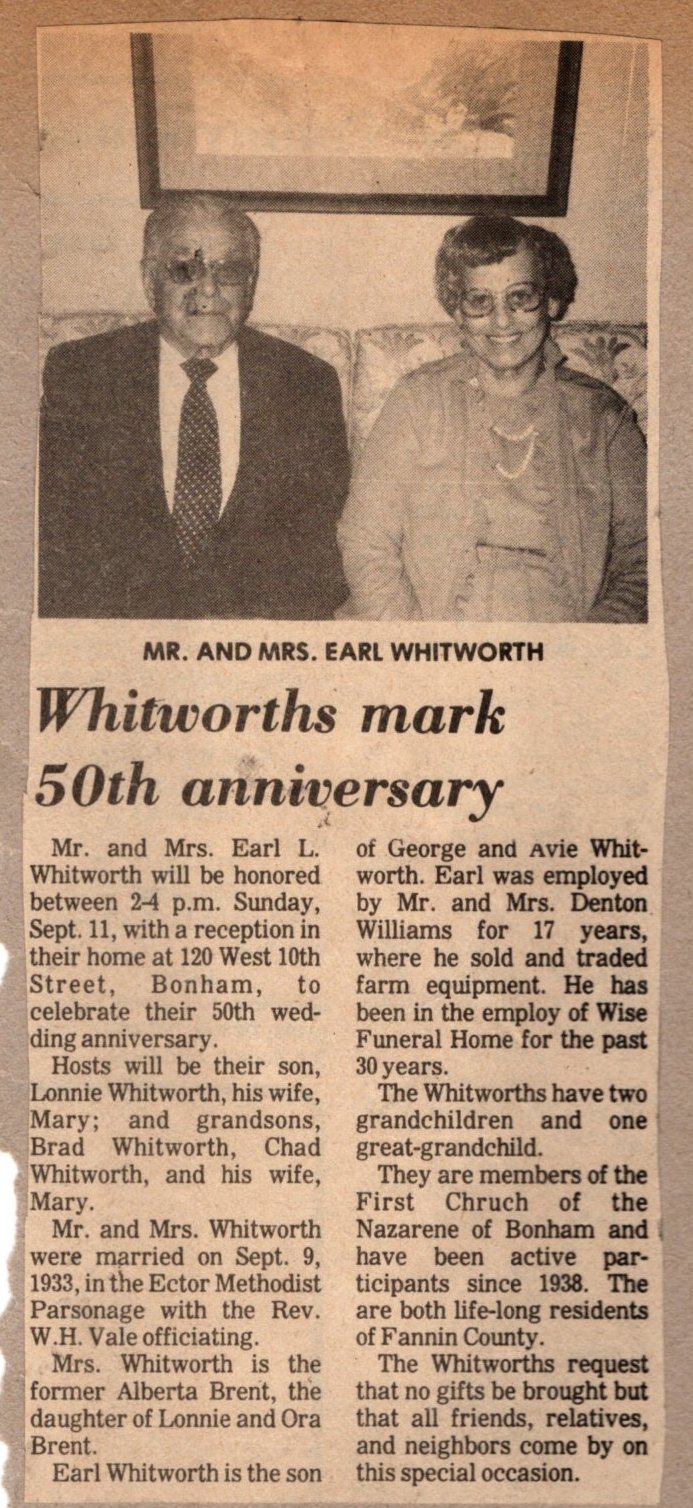 MR. AND MRS. EARL WHITWORTH
Whitworths mark
50th anniversary
Mr. and Mrs. Earl L.
Whitworth will be honored
between 2-4 p.m. Sunday,
Sept. 11, with a reception in
their home at 120 West 10th
Street, Bonham, to
celebrate their 50th wed-
ding anniversary.
Hosts will be their son,
Lonnie Whitworth, his wife,
Mary; and grandsons,
Brad Whitworth, Chad
Whitworth, and his wife,
Mary.
Mr. and Mrs. Whitworth
were married on Sept. 9,
1933, in the Ector Methodist
Parsonage with the Rev.
W.H. Vale officiating.
Mrs. Whitworth is the
former Alberta Brent, the
daughter of Lonnie and Ora
Brent.
Earl Whitworth is the son
of George and Avie Whit-
worth. Earl was employed
by Mr. and Mrs. Denton
Williams for 17 years,
where he sold and traded
farm equipment. He has
been in the employ of Wise
Funeral Home for the past
30 years.
The Whitworths have two
grandchildren and one
great-grandchild.
They are members of the
First Chruch of the
Nazarene of Bonham and
have been active par-
ticipants since 1938. The
are both life-long residents
of Fannin County.
The Whitworths request
that no gifts be brought but
that all friends, relatives,
and neighbors come by on
this special occasion.